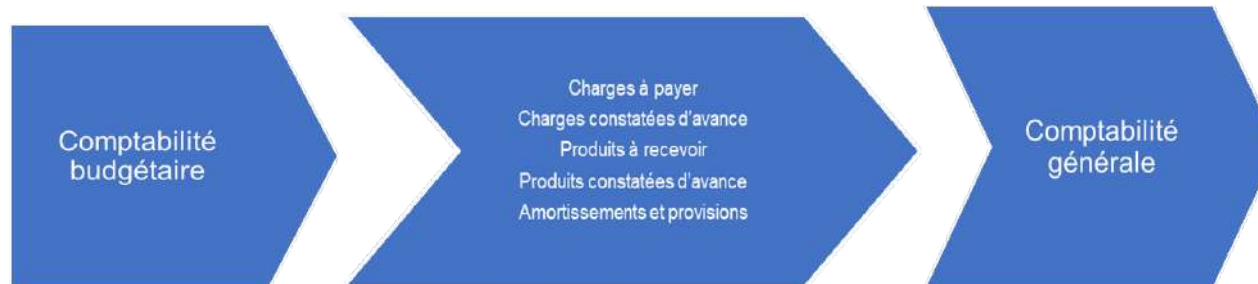 Comptabilité
budgétaire
Charges à payer
Charges constatées d'avance
Produits à recevoir
Produits constatées d'avance
Amortissements et provisions
Comptabilité
générale